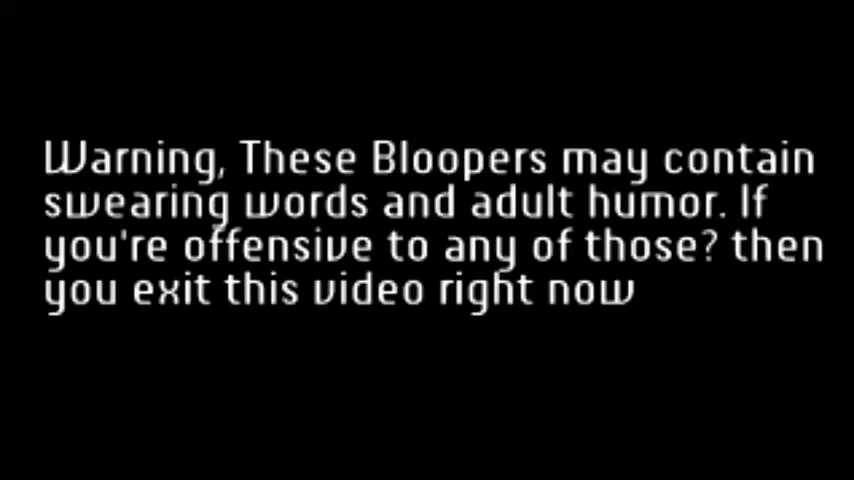 Warning, These Bloopers may contain
swearing words and adult humor. If
you're offensive to any of those? then
you exit this video right now